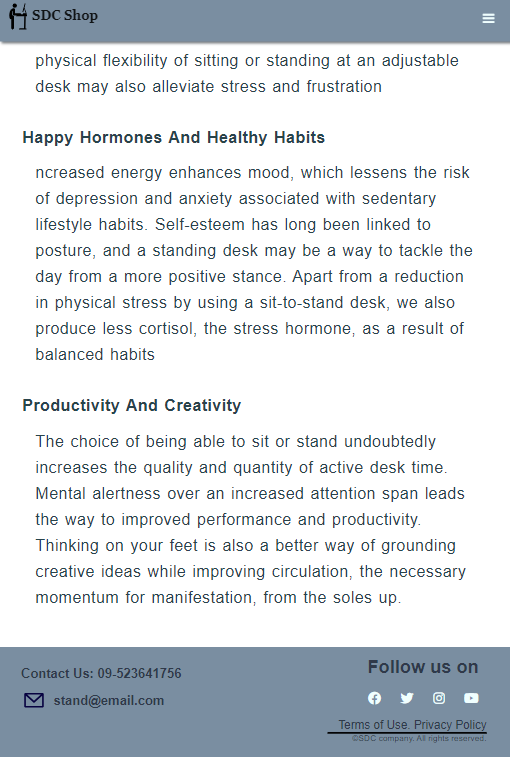 SDC Shop
physical flexibility of sitting or standing at an adjustable
desk may also alleviate stress and frustration
Happy Hormones And Healthy Habits
ncreased energy enhances mood, which lessens the risk
of depression and anxiety associated with sedentary
lifestyle habits. Self-esteem has long been linked to
posture, and a standing desk may be a way to tackle the
day from a more positive stance. Apart from a reduction
in physical stress by using a sit-to-stand desk, we also
produce less cortisol, the stress hormone, as a result of
balanced habits
Productivity And Creativity
The choice of being able to sit or stand undoubtedly
increases the quality and quantity of active desk time.
Mental alertness over an increased attention span leads
the way to improved performance and productivity.
Thinking on your feet is also a better way of grounding
creative ideas while improving circulation, the necessary
momentum for manifestation, from the soles up.
Contact Us: 09-523641756
stand@email.com
Follow us on
Terms of Use. Privacy Policy
©SDC company. All rights reserved.